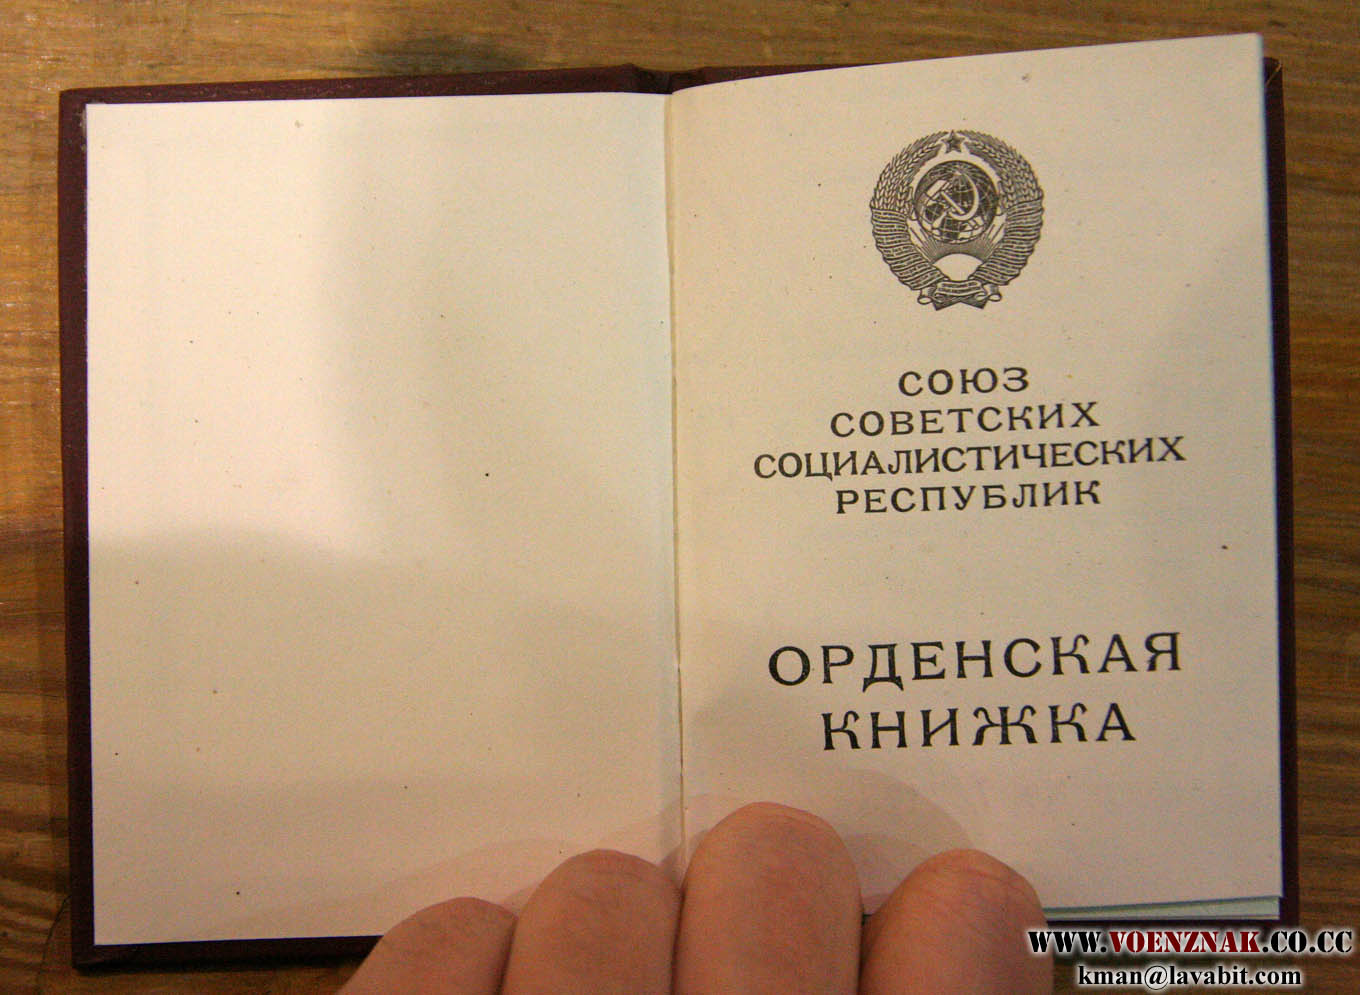 СОЮЗ
СОВЕТСКИХ
СОЦИАЛИСТИЧЕСКИХ
РЕСПУБЛИК
ОРДЕНСКАЯ
КНИЖКА
WWW.VOENZNAK.CO.CC
kman@lavabit.com